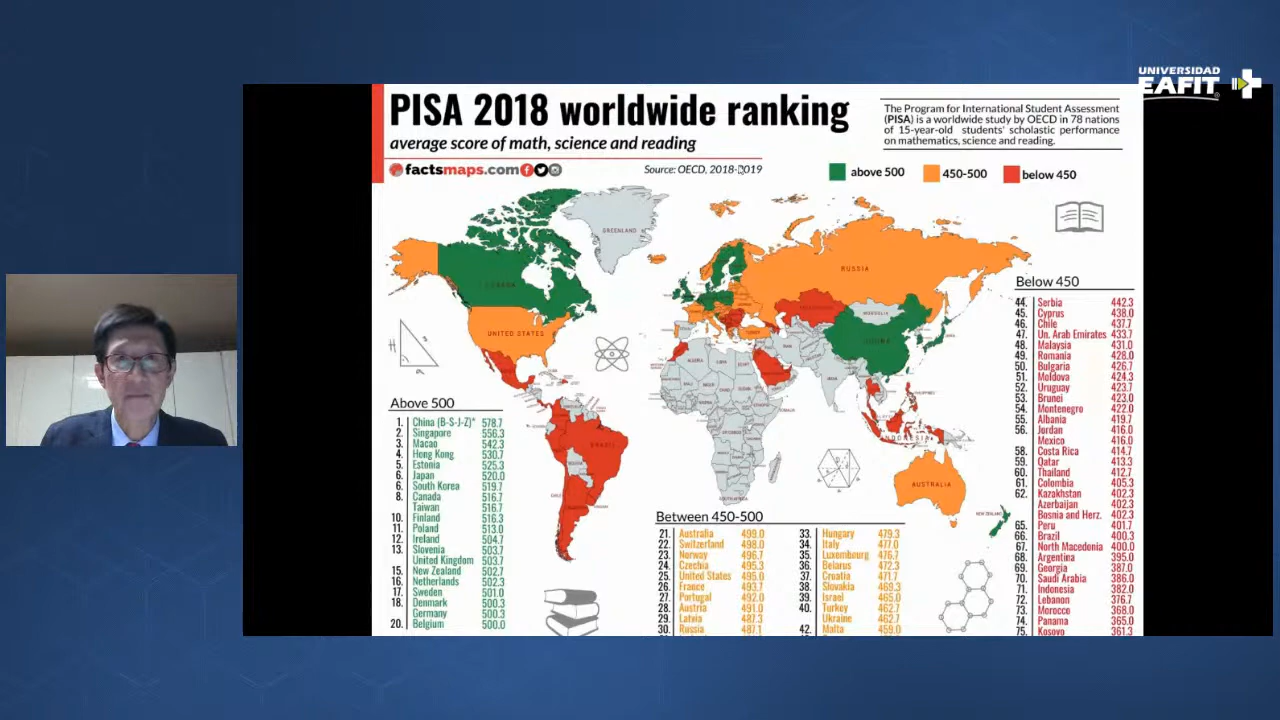 UNIVERSIDAD
EAFIT
PISA 2018 worldwide ranking
average score of math, science and reading
factsmaps.com
Source: OECD, 2018-2019
The Program for International Student Assessment
(PISA) is a worldwide study by OECD in 78 nations
of 15-year-old students' scholastic performance
on mathematics, science and reading.
above 500
450-500
below 450
GREENLAND
CANADA
RUSSIA
UNITED STATES
MONGOLIA
CHINA
BRAZIL
INDONESIA
AUSTRALIA
NEW ZEALAND
Above 500
1. China (B-S-J-Z)* 578.7
2. Singapore 556.3
3. Macao 542.3
4. Hong Kong 530.7
5. Estonia 525.3
6. Japan 520.0
6. South Korea 519.7
8. Canada 516.7
Taiwan 516.7
10. Finland 516.3
11. Poland 513.0
12. Ireland 504.7
13. Slovenia 503.7
United Kingdom 503.7
15. New Zealand 502.7
16. Netherlands 502.3
17. Sweden 501.0
18. Denmark 500.3
Germany 500.3
20. Belgium 500.0
Between 450-500
21. Australia 499.0
22. Switzerland 498.0
23. Norway 496.7
24. Czechia 495.3
25. United States 495.0
26. France 493.7
27. Portugal 492.0
28. Austria 491.0
29. Latvia 487.3
30. Russia 487.1
33. Hungary 479.3
34. Italy 477.0
35. Luxembourg 476.7
36. Belarus 472.3
37. Croatia 471.7
38. Slovakia 469.3
39. Israel 465.0
40. Turkey 462.7
Ukraine 462.7
42. Malta 459.0
Below 450
44. Serbia 442.3
45. Cyprus 438.0
46. Chile 437.7
47. Un. Arab Emirates 433.7
48. Malaysia 431.0
49. Romania 428.0
50. Bulgaria 426.7
51. Moldova 424.3
52. Uruguay 423.7
53. Brunei 423.0
54. Montenegro 422.0
55. Albania 419.7
56. Jordan 416.0
Mexico 416.0
58. Costa Rica 414.7
59. Qatar 413.3
60. Thailand 412.7
61. Colombia 405.3
62. Kazakhstan 402.3
Azerbaijan 402.3
Bosnia and Herz. 402.3
65. Peru 401.7
66. Brazil 400.3
67. North Macedonia 400.0
68. Argentina 395.0
69. Georgia 387.0
70. Saudi Arabia 386.0
71. Indonesia 382.0
72. Lebanon 376.7
73. Morocco 368.0
74. Panama 365.0
75. Kosovo 361.3